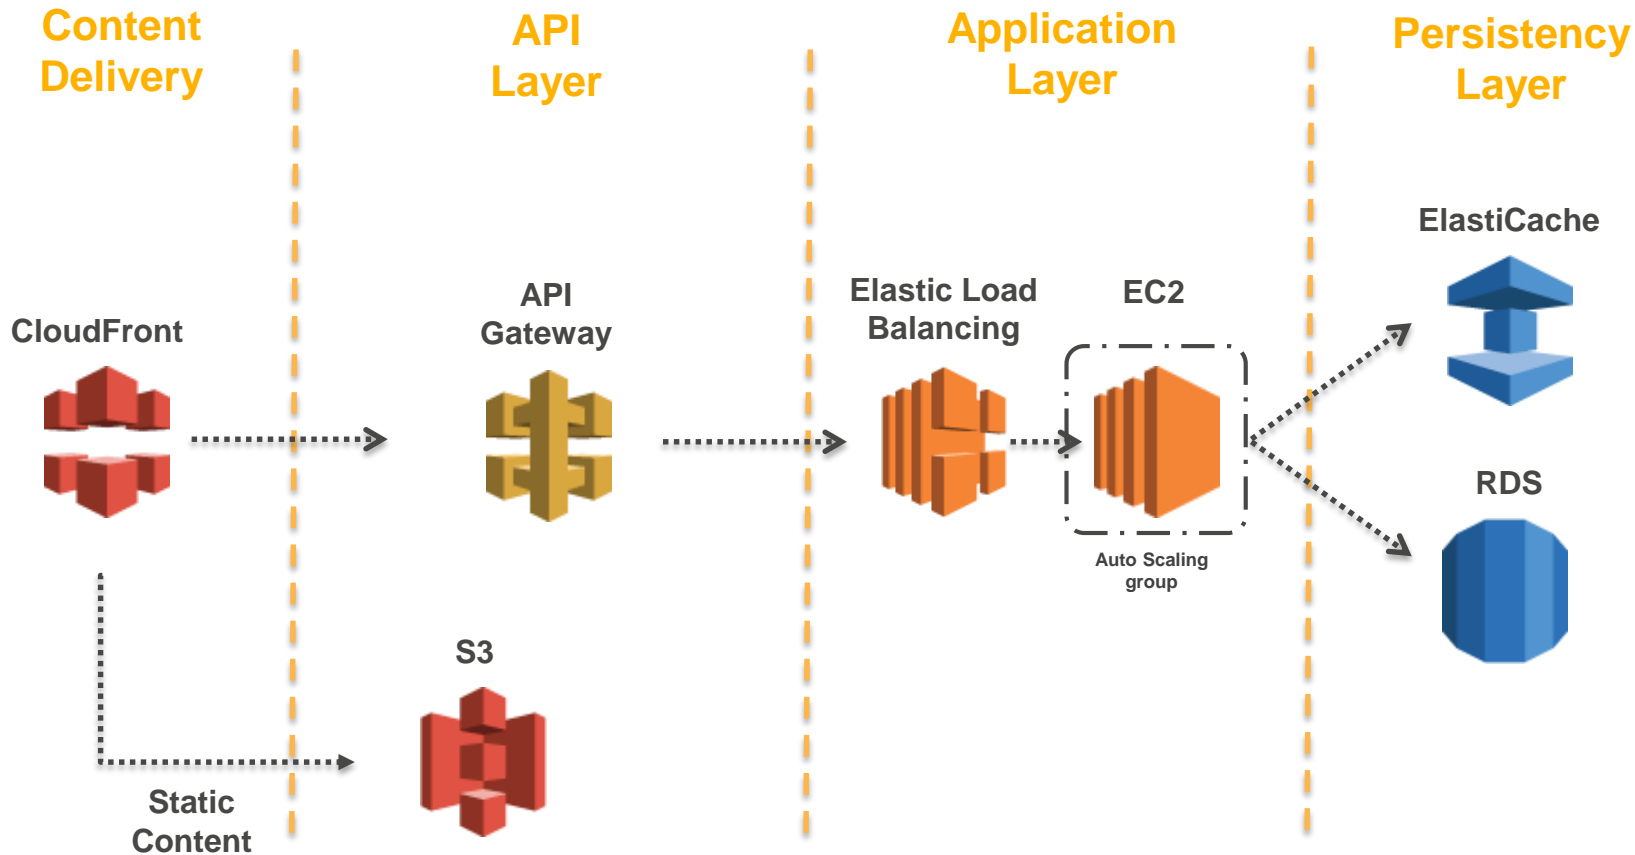 Content
Delivery
API
Layer
Application
Layer
Persistency
Layer
CloudFront
API
Gateway
Elastic Load
Balancing
EC2
Auto Scaling
group
ElastiCache
RDS
S3
Static
Content